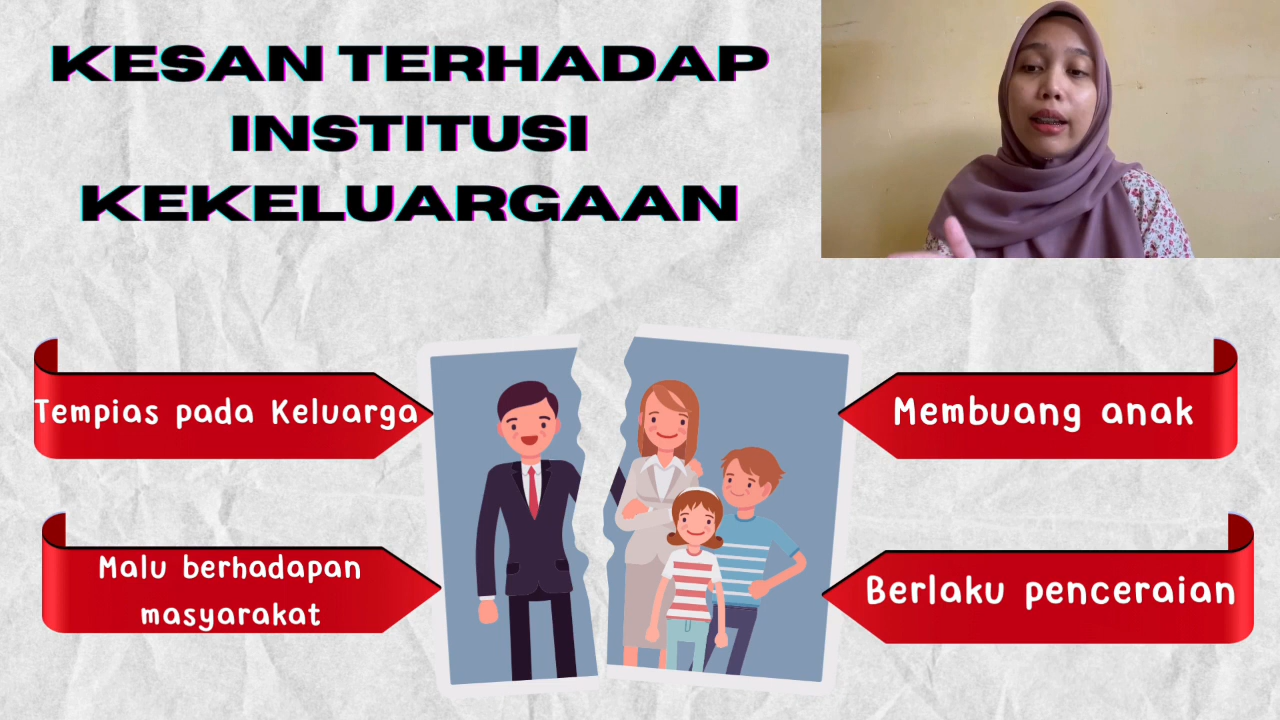 KESAN TERHADAP
INSTITUSI
KEKELUARGAAN
Tempias pada Keluarga
Membuang anak
Malu berhadapan
masyarakat
Berlaku penceraian